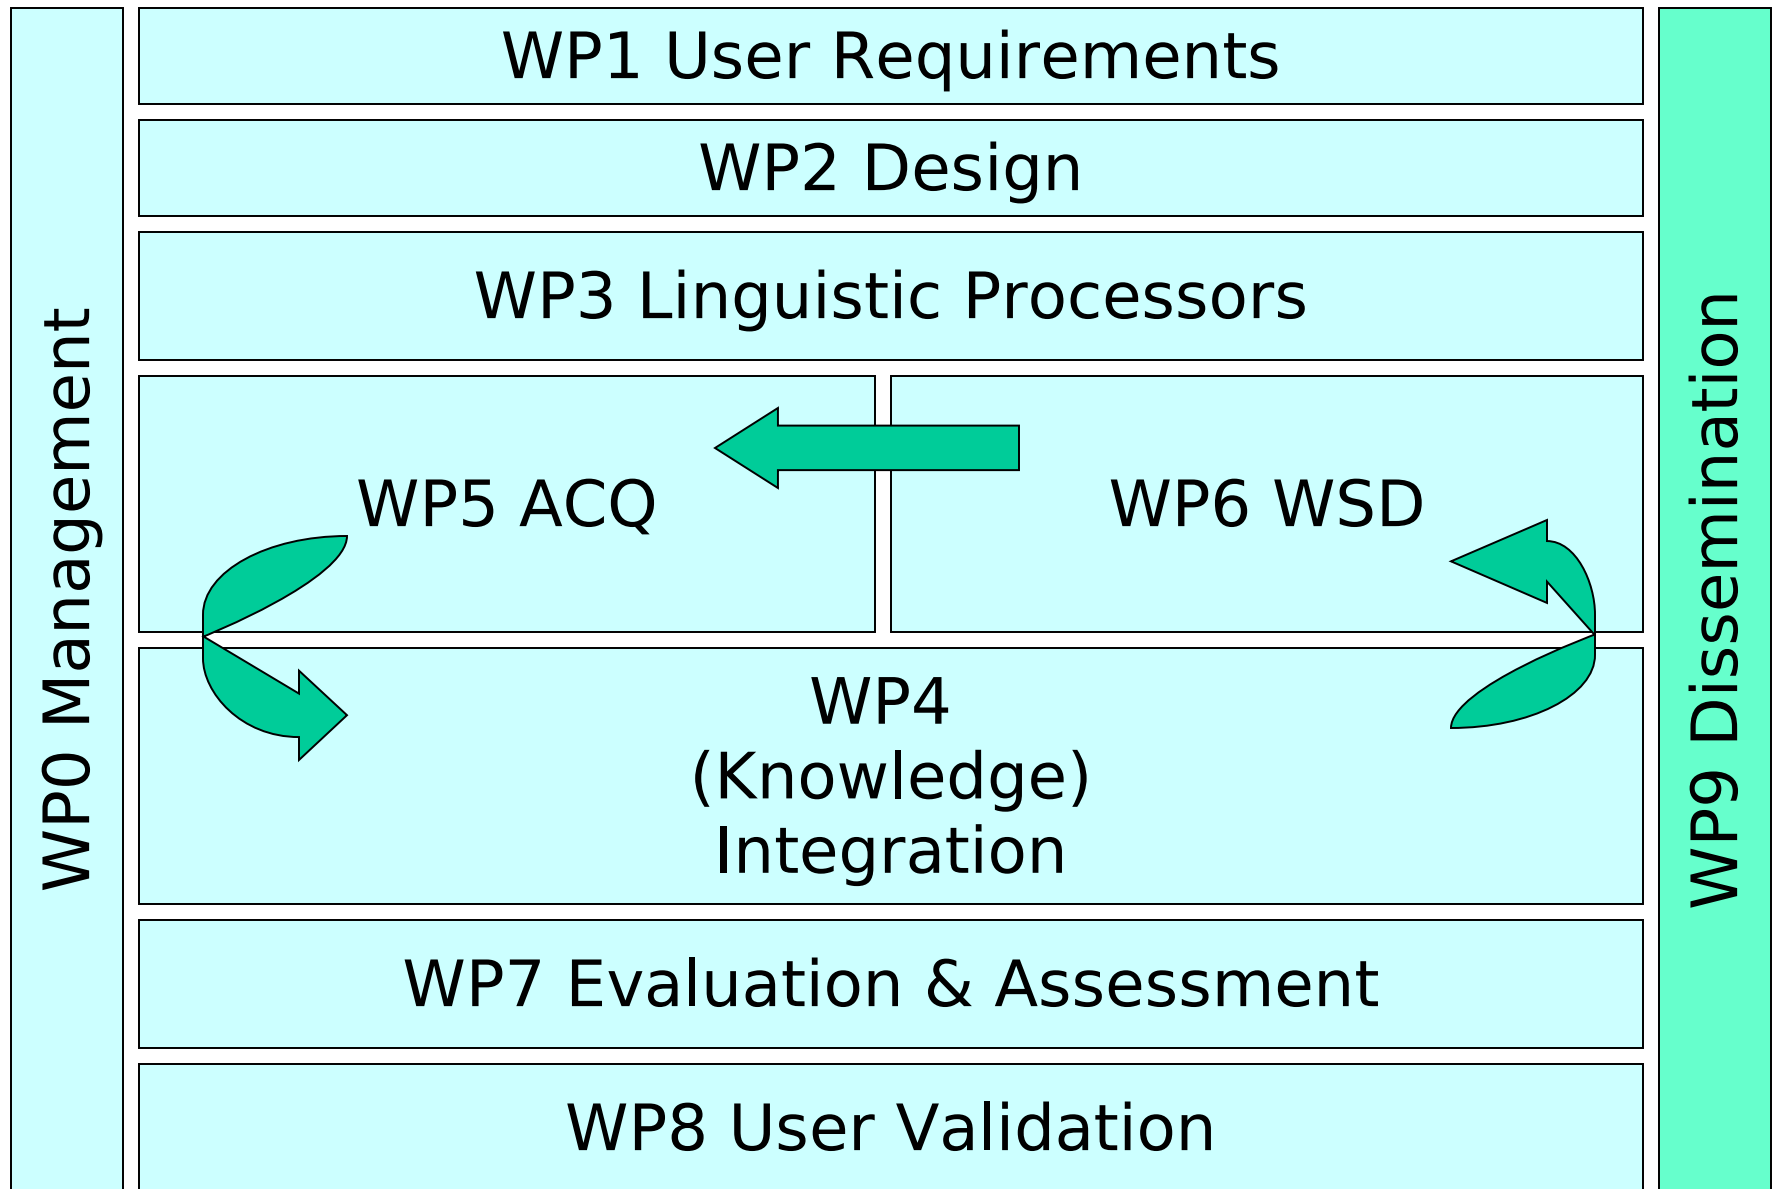 WP0 Management
WP1 User Requirements
WP2 Design
WP3 Linguistic Processors
WP5 ACQ
WP6 WSD
WP4
(Knowledge)
Integration
WP7 Evaluation & Assessment
WP8 User Validation
WP9 Dissemination